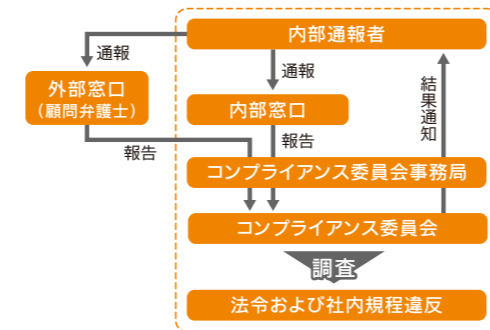 内部通報者
通報
外部窓口
（顧問弁護士）
通報
内部窓口
結果通知
報告
報告
コンプライアンス委員会事務局
コンプライアンス委員会
調査
法令および社内規程違反